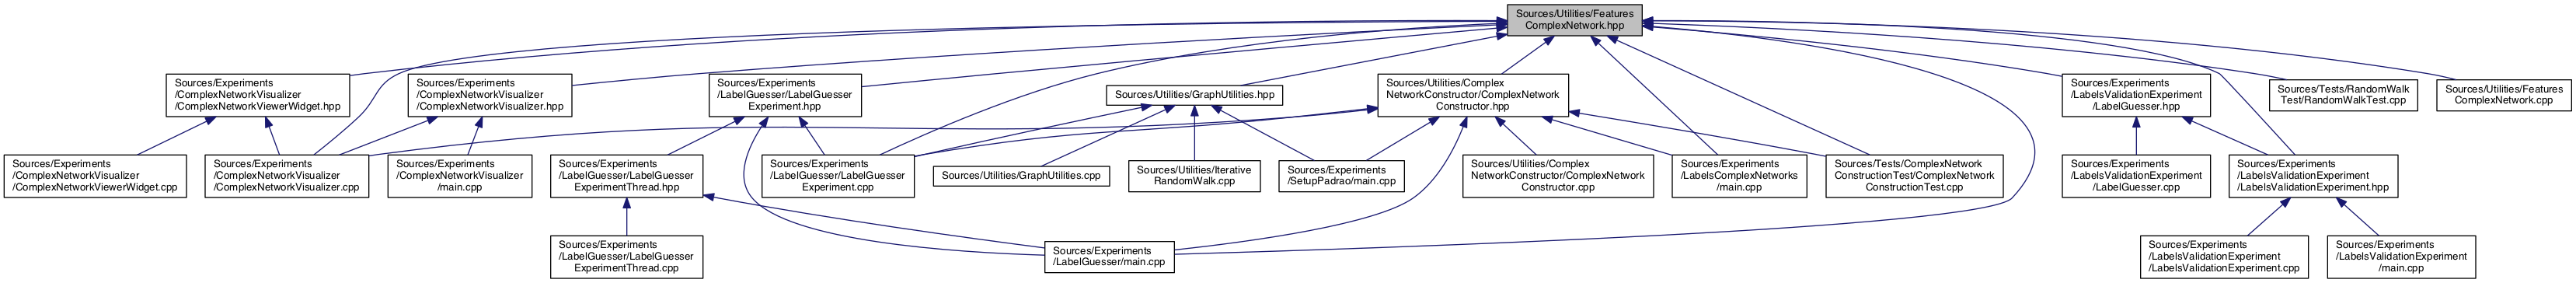 Sources/Utilities/Features
ComplexNetwork.hpp
Sources/Experiments
/ComplexNetworkVisualizer
/ComplexNetworkViewerWidget.hpp
Sources/Experiments
/ComplexNetworkVisualizer
/ComplexNetworkVisualizer.hpp
Sources/Experiments
/LabelGuesser/LabelGuesser
Experiment.hpp
Sources/Utilities/GraphUtilities.hpp
Sources/Utilities/Complex
NetworkConstructor/ComplexNetwork
Constructor.hpp
Sources/Experiments
/LabelsValidationExperiment
/LabelGuesser.hpp
Sources/Tests/RandomWalk
Test/RandomWalkTest.cpp
Sources/Utilities/Features
ComplexNetwork.cpp
Sources/Experiments
/ComplexNetworkVisualizer
/ComplexNetworkViewerWidget.cpp
Sources/Experiments
/ComplexNetworkVisualizer
/ComplexNetworkVisualizer.cpp
Sources/Experiments
/ComplexNetworkVisualizer
/main.cpp
Sources/Experiments
/LabelGuesser/LabelGuesser
ExperimentThread.hpp
Sources/Experiments
/LabelGuesser/LabelGuesser
Experiment.cpp
Sources/Utilities/GraphUtilities.cpp
Sources/Utilities/Iterative
RandomWalk.cpp
Sources/Experiments
/SetupPadrao/main.cpp
Sources/Utilities/Complex
NetworkConstructor/ComplexNetwork
Constructor.cpp
Sources/Experiments
/LabelsComplexNetworks
/main.cpp
Sources/Tests/ComplexNetwork
ConstructionTest/ComplexNetwork
ConstructionTest.cpp
Sources/Experiments
/LabelsValidationExperiment
/LabelGuesser.cpp
Sources/Experiments
/LabelsValidationExperiment
/LabelsValidationExperiment.hpp
Sources/Experiments
/LabelGuesser/LabelGuesser
ExperimentThread.cpp
Sources/Experiments
/LabelGuesser/main.cpp
Sources/Experiments
/LabelsValidationExperiment
/LabelsValidationExperiment.cpp
Sources/Experiments
/LabelsValidationExperiment
/main.cpp